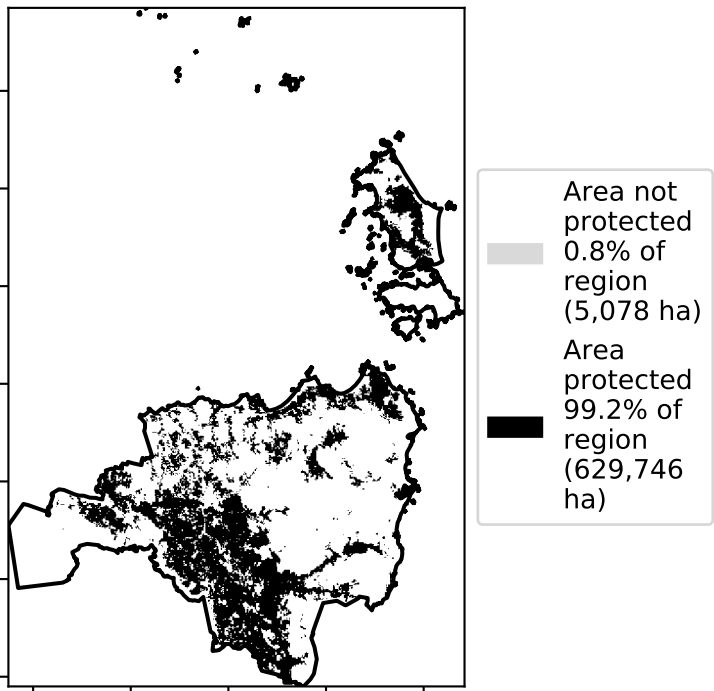 Area not
protected
0.8% of
region
(5,078 ha)
Area
protected
99.2% of
region
(629,746
ha)